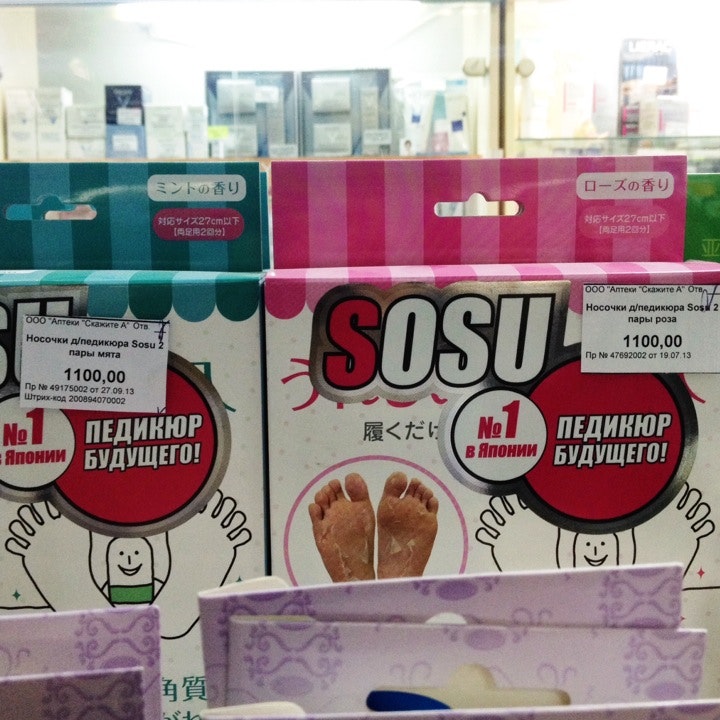 ミントの香り
対応サイズ27cm以下
【両足用2回分】
ООО "Аптеки "Скажите А" Отв.
Носочки д/педикюра Sosu 2
пары мята
1100,00
Пр № 49175002 от 27.09.13
Штрих-код 200894070002
№1
в Японии
ПЕДИКЮР
БУДУЩЕГО!
角質
ローズの香り
対応サイズ27cm以下
【両足用2回分】
SOSU
ООО "Аптеки "Скажите А" Отв.
Носочки д/педикюра Sosu 2
пары роза
1100,00
Пр № 47692002 от 19.07.13
履くだけ
№1
в Японии
ПЕДИКЮР
БУДУЩЕГО!